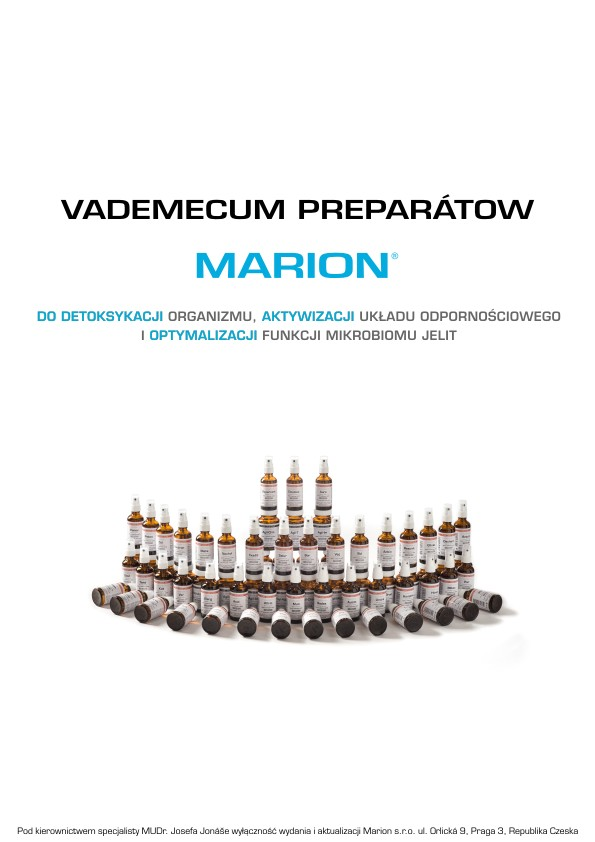 VADEMECUM PREPARÁTOW
MARION®
DO DETOKSYKACJI ORGANIZMU, AKTYWIZACJI UKŁADU ODPORNOŚCIOWEGO
I OPTYMALIZACJI FUNKCJI MIKROBIOMU JELIT
Pod kierownictwem specjalisty MUDr. Josefa Jonáše wyłączność wydania i aktualizacji Marion s.r.o. ul. Orlická 9, Praga 3, Republika Czeska